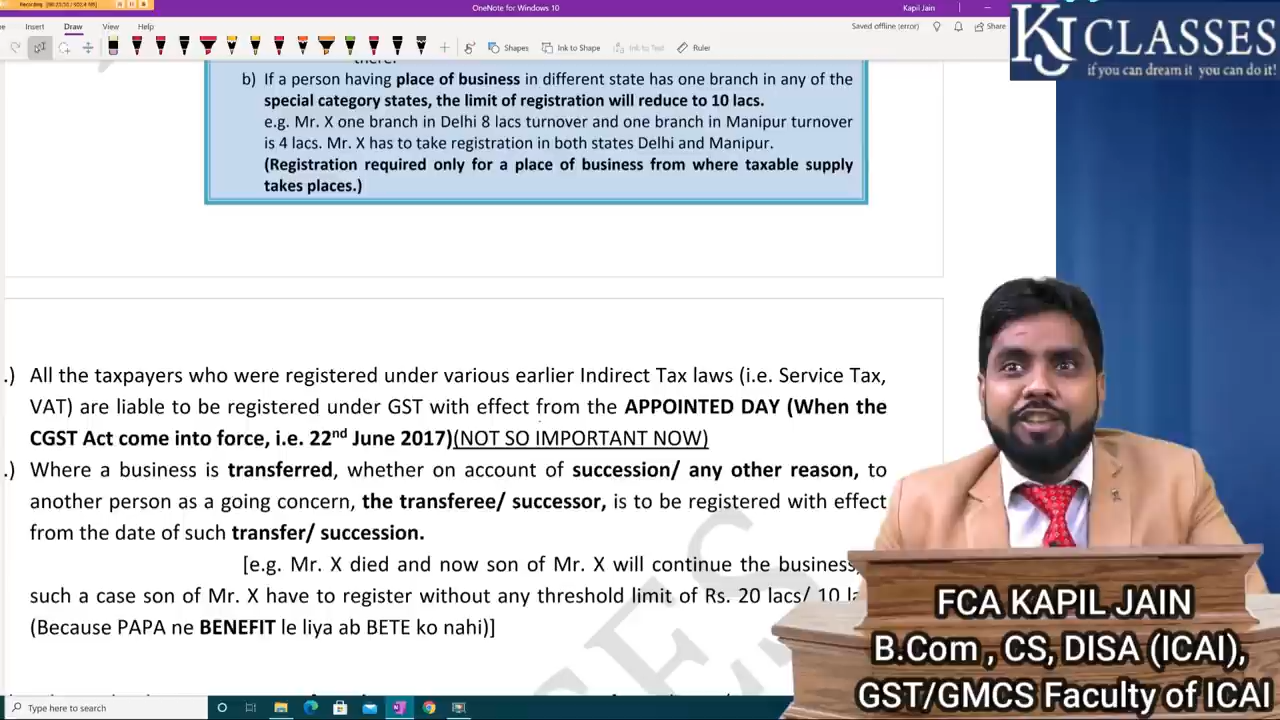 OneNote for Windows 10
Kapil Jain
Insert Draw View Help
Saved offline (error)
Share
Shapes
Ink to Shape
Ink to Text
Ruler
KJ CLASSES
if you can dream it you can do it!
there.
b) If a person having place of business in different state has one branch in any of the
special category states, the limit of registration will reduce to 10 lacs.
e.g. Mr. X one branch in Delhi 8 lacs turnover and one branch in Manipur turnover
is 4 lacs. Mr. X has to take registration in both states Delhi and Manipur.
(Registration required only for a place of business from where taxable supply
takes places.)
.) All the taxpayers who were registered under various earlier Indirect Tax laws (i.e. Service Tax,
VAT) are liable to be registered under GST with effect from the APPOINTED DAY (When the
CGST Act come into force, i.e. 22nd June 2017)(NOT SO IMPORTANT NOW)
.) Where a business is transferred, whether on account of succession/ any other reason, to
another person as a going concern, the transferee/ successor, is to be registered with effect
from the date of such transfer/ succession.
[e.g. Mr. X died and now son of Mr. X will continue the business,
such a case son of Mr. X have to register without any threshold limit of Rs. 20 lacs/ 10
(Because PAPA ne BENEFIT le liya ab BETE ko nahi)]
FCA KAPIL JAIN
B.Com , CS, DISA (ICAI),
GST/GMCS Faculty of ICAI
Type here to search